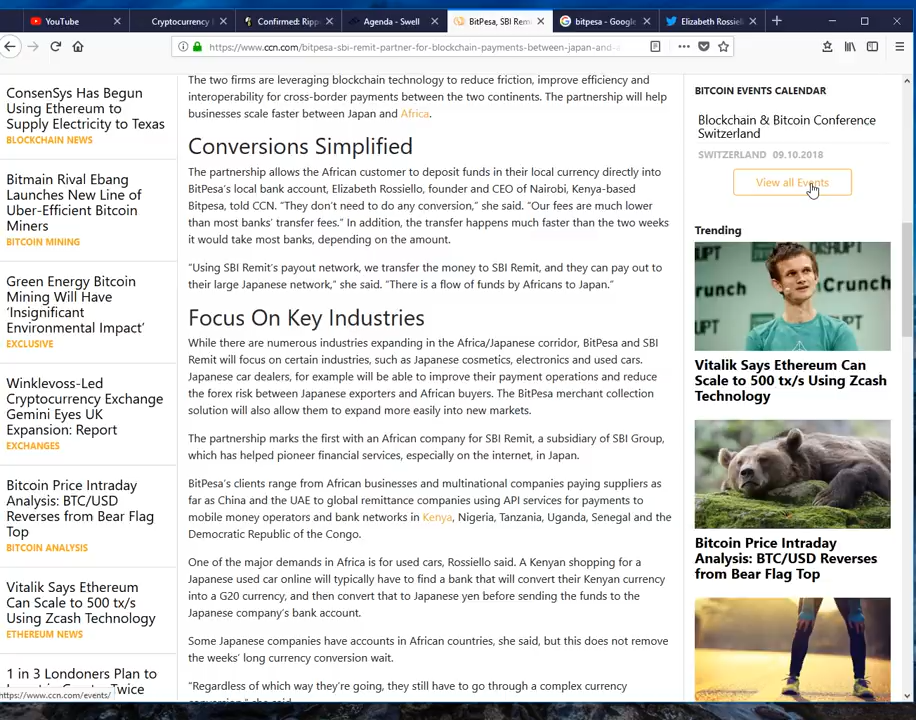 YouTube
Cryptocurrency
Confirmed: Ripp
Agenda - Swell
BitPesa, SBI Rem
bitpesa - Google
Elizabeth Rossiel
https://www.ccn.com/bitpesa-sbi-remit-partner-for-blockchain-payments-between-japan-and-a
ConsenSys Has Begun
Using Ethereum to
Supply Electricity to Texas
BLOCKCHAIN NEWS
Bitmain Rival Ebang
Launches New Line of
Uber-Efficient Bitcoin
Miners
BITCOIN MINING
Green Energy Bitcoin
Mining Will Have
‘Insignificant
Environmental Impact’
EXCLUSIVE
Winklevoss-Led
Cryptocurrency Exchange
Gemini Eyes UK
Expansion: Report
EXCHANGES
Bitcoin Price Intraday
Analysis: BTC/USD
Reverses from Bear Flag
Top
BITCOIN ANALYSIS
Vitalik Says Ethereum
Can Scale to 500 tx/s
Using Zcash Technology
ETHEREUM NEWS
1 in 3 Londoners Plan to
Twice
https://www.ccn.com/events/
The two firms are leveraging blockchain technology to reduce friction, improve efficiency and
interoperability for cross-border payments between the two continents. The partnership will help
businesses scale faster between Japan and Africa.
Conversions Simplified
The partnership allows the African customer to deposit funds in their local currency directly into
BitPesa’s local bank account, Elizabeth Rossiello, founder and CEO of Nairobi, Kenya-based
Bitpesa, told CCN. “They don’t need to do any conversion,” she said. “Our fees are much lower
than most banks’ transfer fees.” In addition, the transfer happens much faster than the two weeks
it would take most banks, depending on the amount.
“Using SBI Remit’s payout network, we transfer the money to SBI Remit, and they can pay out to
their large Japanese network,” she said. “There is a flow of funds by Africans to Japan.”
Focus On Key Industries
While there are numerous industries expanding in the Africa/Japanese corridor, BitPesa and SBI
Remit will focus on certain industries, such as Japanese cosmetics, electronics and used cars.
Japanese car dealers, for example will be able to improve their payment operations and reduce
the forex risk between Japanese exporters and African buyers. The BitPesa merchant collection
solution will also allow them to expand more easily into new markets.
The partnership marks the first with an African company for SBI Remit, a subsidiary of SBI Group,
which has helped pioneer financial services, especially on the internet, in Japan.
BitPesa’s clients range from African businesses and multinational companies paying suppliers as
far as China and the UAE to global remittance companies using API services for payments to
mobile money operators and bank networks in Kenya, Nigeria, Tanzania, Uganda, Senegal and the
Democratic Republic of the Congo.
One of the major demands in Africa is for used cars, Rossiello said. A Kenyan shopping for a
Japanese used car online will typically have to find a bank that will convert their Kenyan currency
into a G20 currency, and then convert that to Japanese yen before sending the funds to the
Japanese company’s bank account.
Some Japanese companies have accounts in African countries, she said, but this does not remove
the weeks’ long currency conversion wait.
“Regardless of which way they’re going, they still have to go through a complex currency
conversion,” she said.
BITCOIN EVENTS CALENDAR
Blockchain & Bitcoin Conference
Switzerland
SWITZERLAND 09.10.2018
View all Events
Trending
DISRUPT
runch
Crunch
UPT
Vitalik Says Ethereum Can
Scale to 500 tx/s Using Zcash
Technology
Bitcoin Price Intraday
Analysis: BTC/USD Reverses
from Bear Flag Top